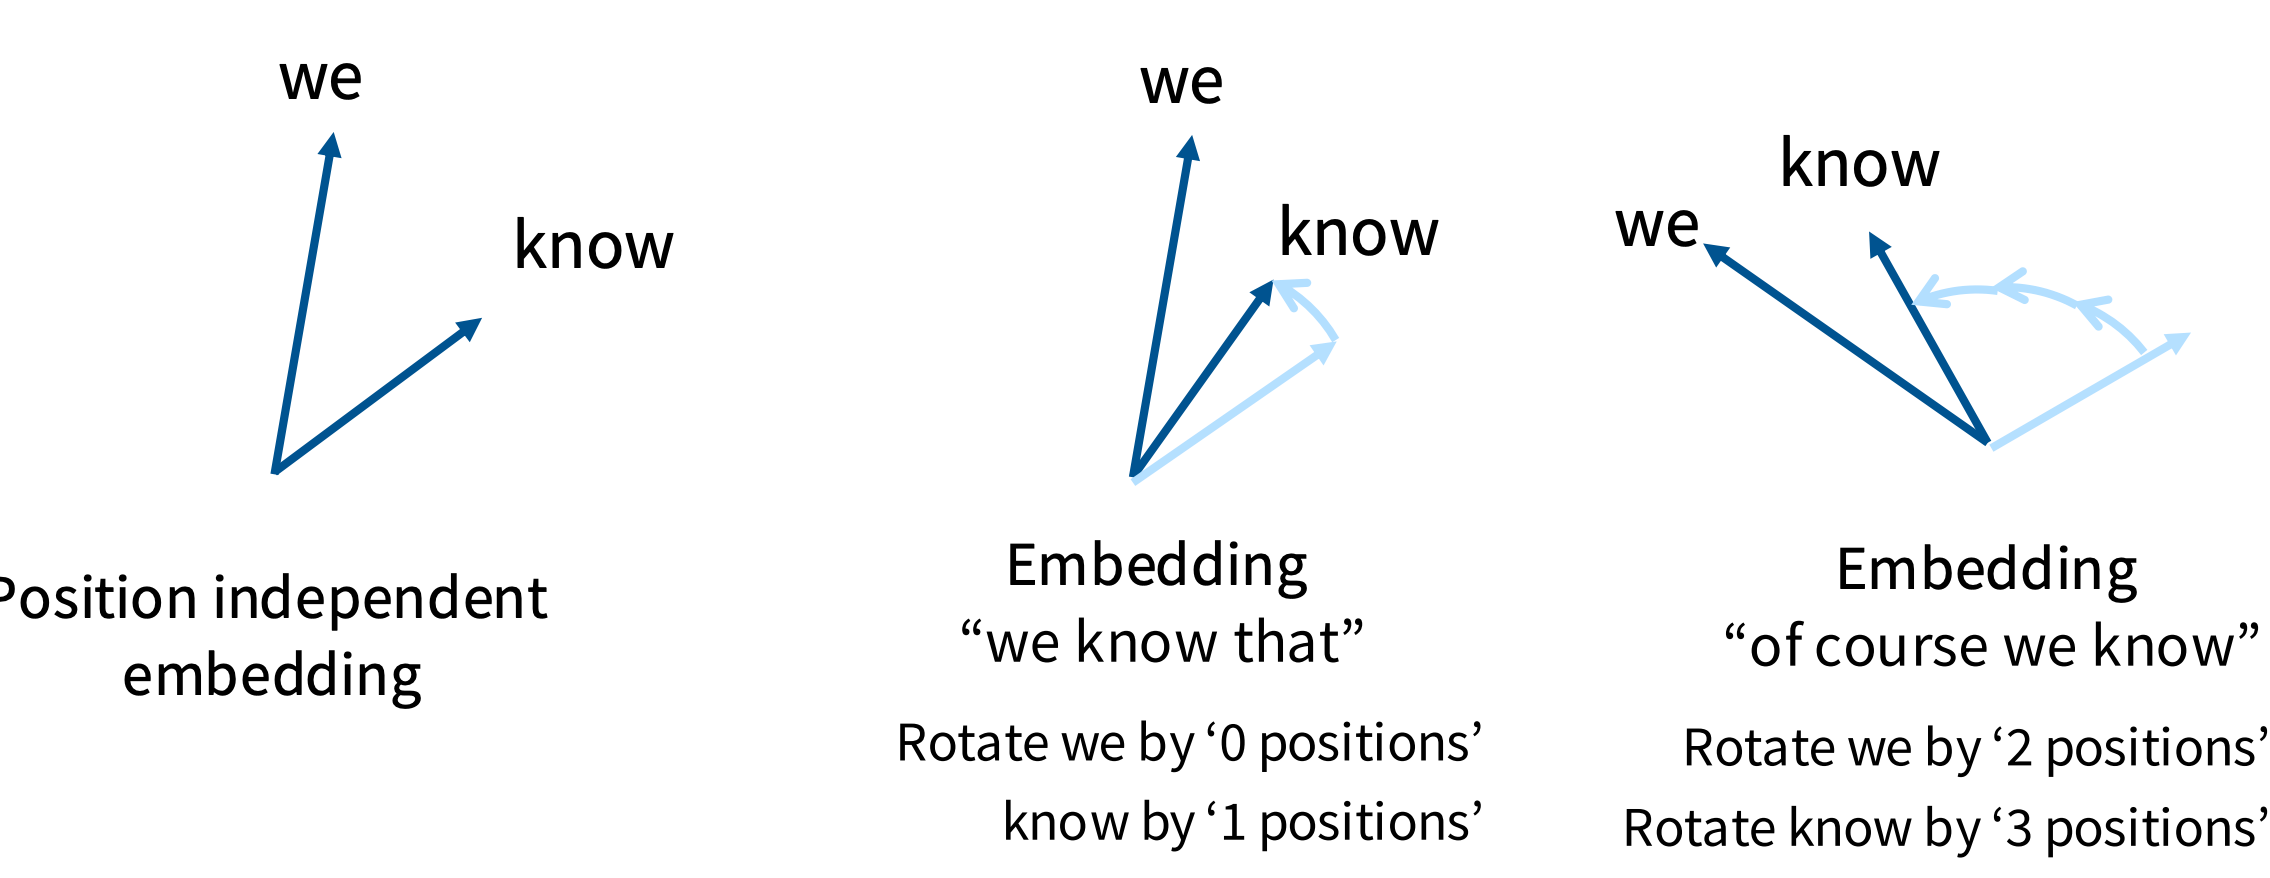 we
know
Position independent
embedding
we
know
Embedding
“we know that”
Rotate we by ‘0 positions’
know by ‘1 positions’
know
we
Embedding
“of course we know”
Rotate we by ‘2 positions’
Rotate know by ‘3 positions’